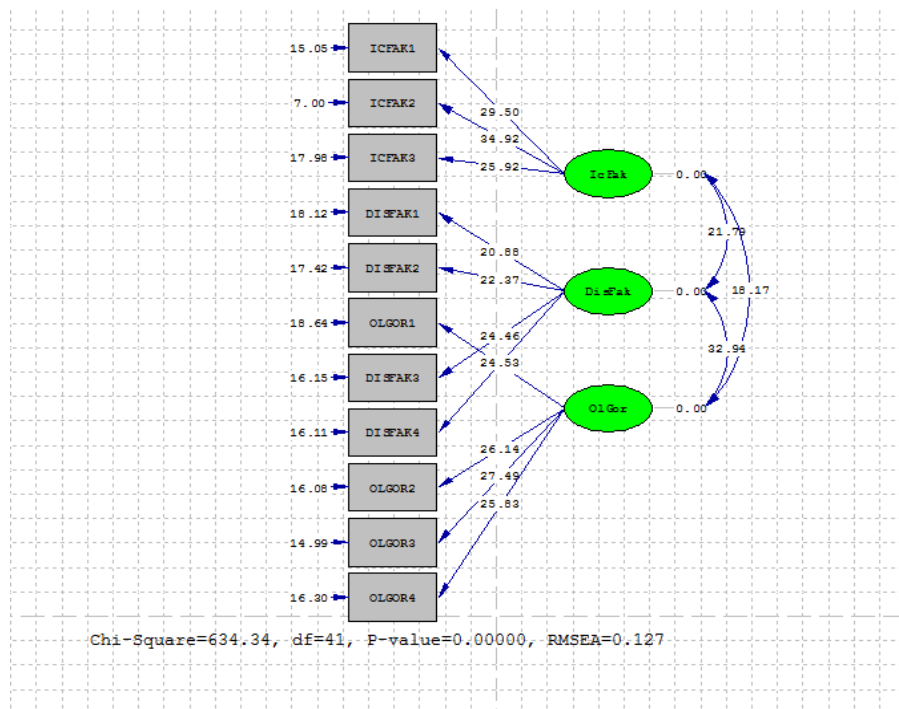 15.05 ICFAK1
7.00 ICFAK2 29.50
34.92
17.98 ICFAK3 25.92
IcFak 0.00
18.12 DISFAK1
21.79
20.88
17.42 DISFAK2 22.37
DisFak 0.00 18.17
18.64 OLGOR1
24.46
32.94
24.53
16.15 DISFAK3
OlGor 0.00
16.11 DISFAK4
26.14
27.49
16.08 OLGOR2
25.83
14.99 OLGOR3
16.30 OLGOR4
Chi-Square=634.34, df=41, P-value=0.00000, RMSEA=0.127